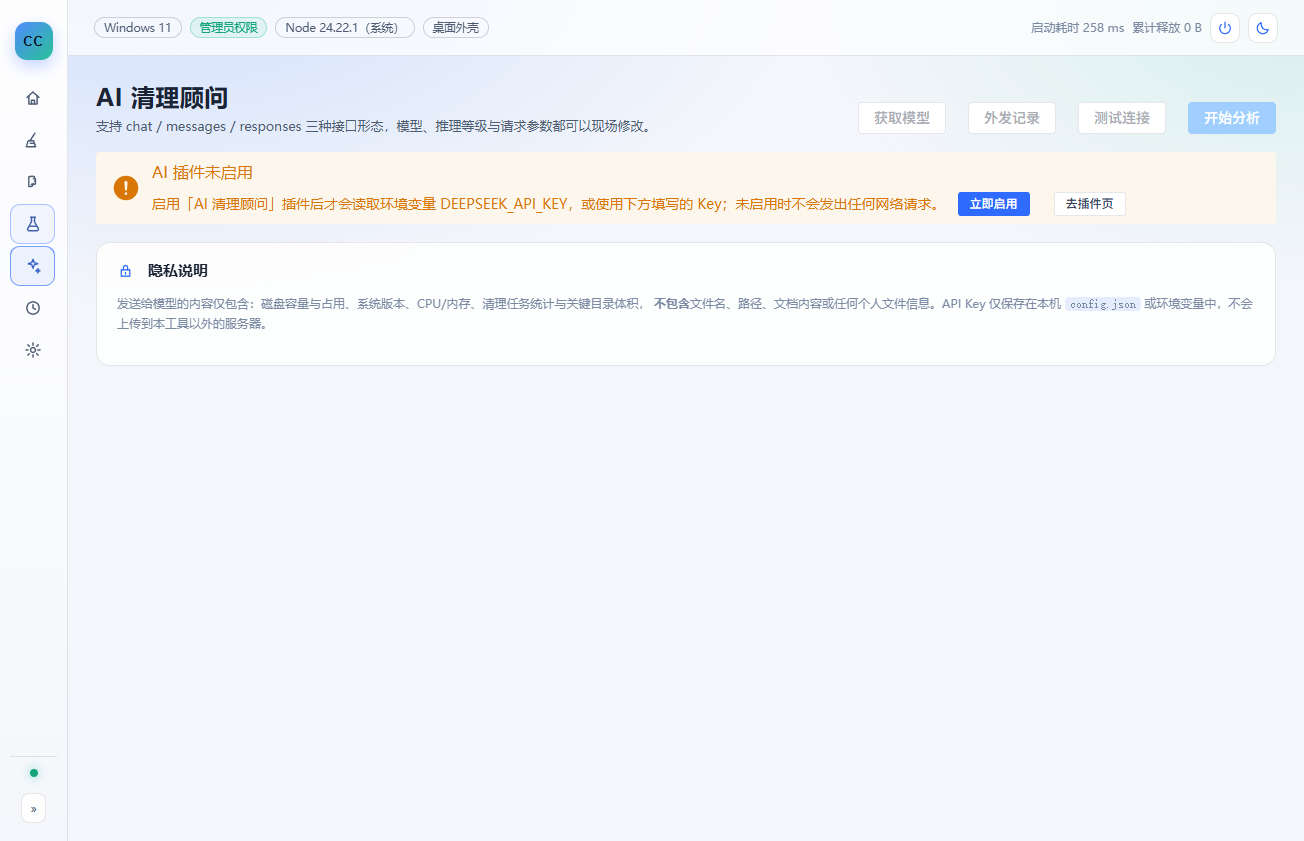 CC
Windows 11 管理员权限 Node 24.22.1（系统） 桌面外壳 启动耗时 258 ms 累计释放 0 B
AI 清理顾问
支持 chat / messages / responses 三种接口形态，模型、推理等级与请求参数都可以现场修改。
获取模型 外发记录 测试连接 开始分析
AI 插件未启用
启用「AI 清理顾问」插件后才会读取环境变量 DEEPSEEK_API_KEY，或使用下方填写的 Key；未启用时不会发出任何网络请求。 立即启用 去插件页
隐私说明
发送给模型的内容仅包含：磁盘容量与占用、系统版本、CPU/内存、清理任务统计与关键目录体积， 不包含文件名、路径、文档内容或任何个人文件信息。API Key 仅保存在本机 config.json 或环境变量中，不会
上传到本工具以外的服务器。
»